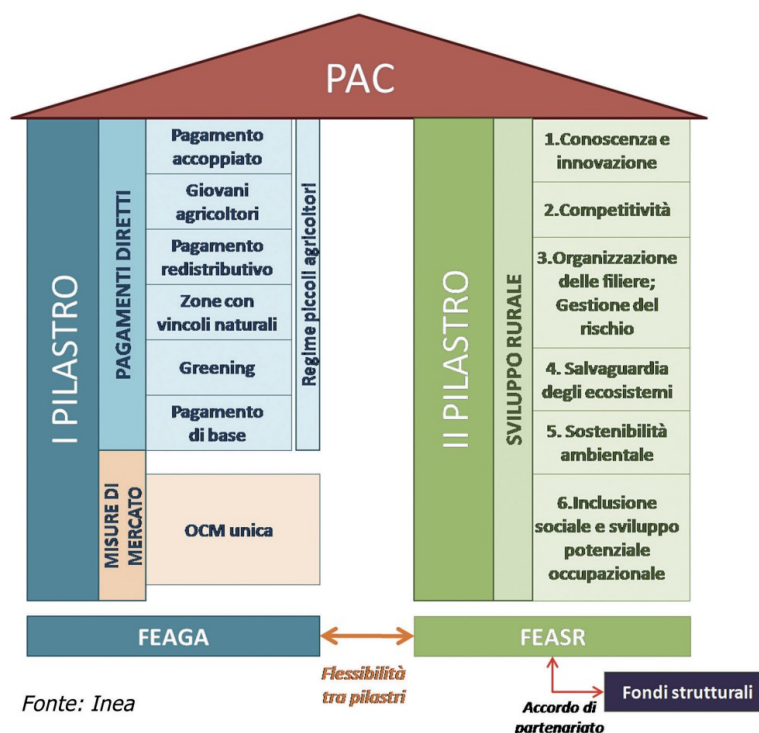 PAC
I PILASTRO
PAGAMENTI DIRETTI
Pagamento
accoppiato
Giovani
agricoltori
Pagamento
redistributivo
Zone con
vincoli naturali
Greening
Pagamento
di base
Regime piccoli agricoltori
MISURE DI
MERCATO
OCM unica
FEAGA
II PILASTRO
SVILUPPO RURALE
1.Conoscenza e
innovazione
2.Competitività
3.Organizzazione
delle filiere;
Gestione del
rischio
4. Salvaguardia
degli ecosistemi
5. Sostenibilità
ambientale
6.Inclusione
sociale e sviluppo
potenziale
occupazionale
FEASR
Flessibilità
tra pilastri
Accordo di
partenariato
Fondi strutturali
Fonte: Inea